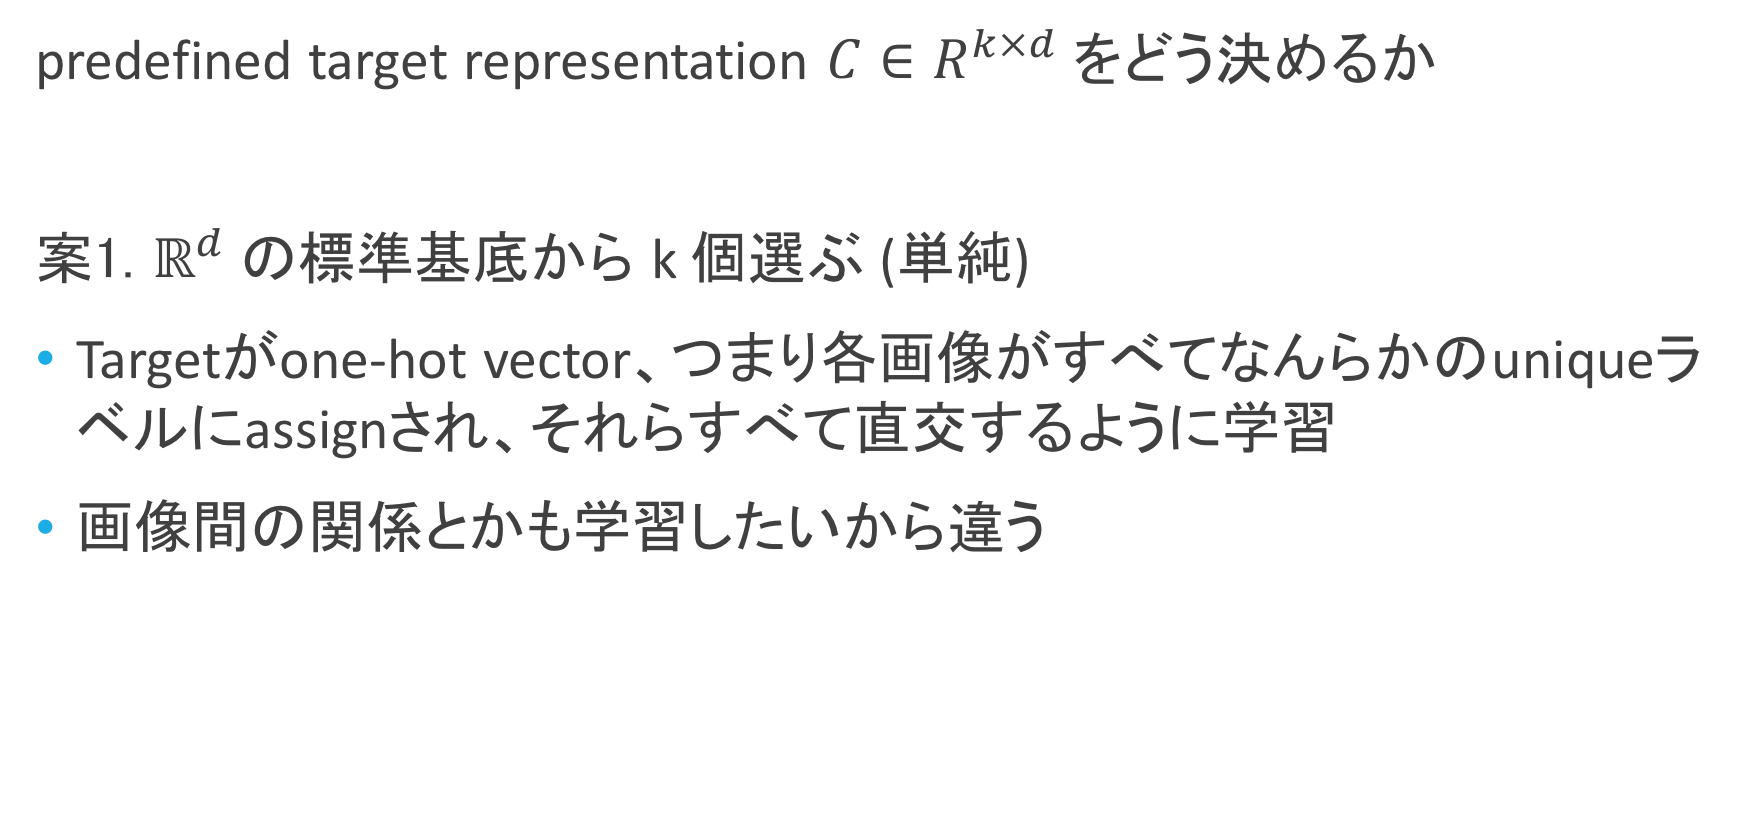 predefined target representation 𝐶 ∈ 𝑅^{𝑘×𝑑} をどう決めるか
案1. ℝ^𝑑 の標準基底から k 個選ぶ (単純)
• Targetがone-hot vector、つまり各画像がすべてなんらかのuniqueラ
ベルにassignされ、それらすべて直交するように学習
• 画像間の関係とかも学習したいから違う